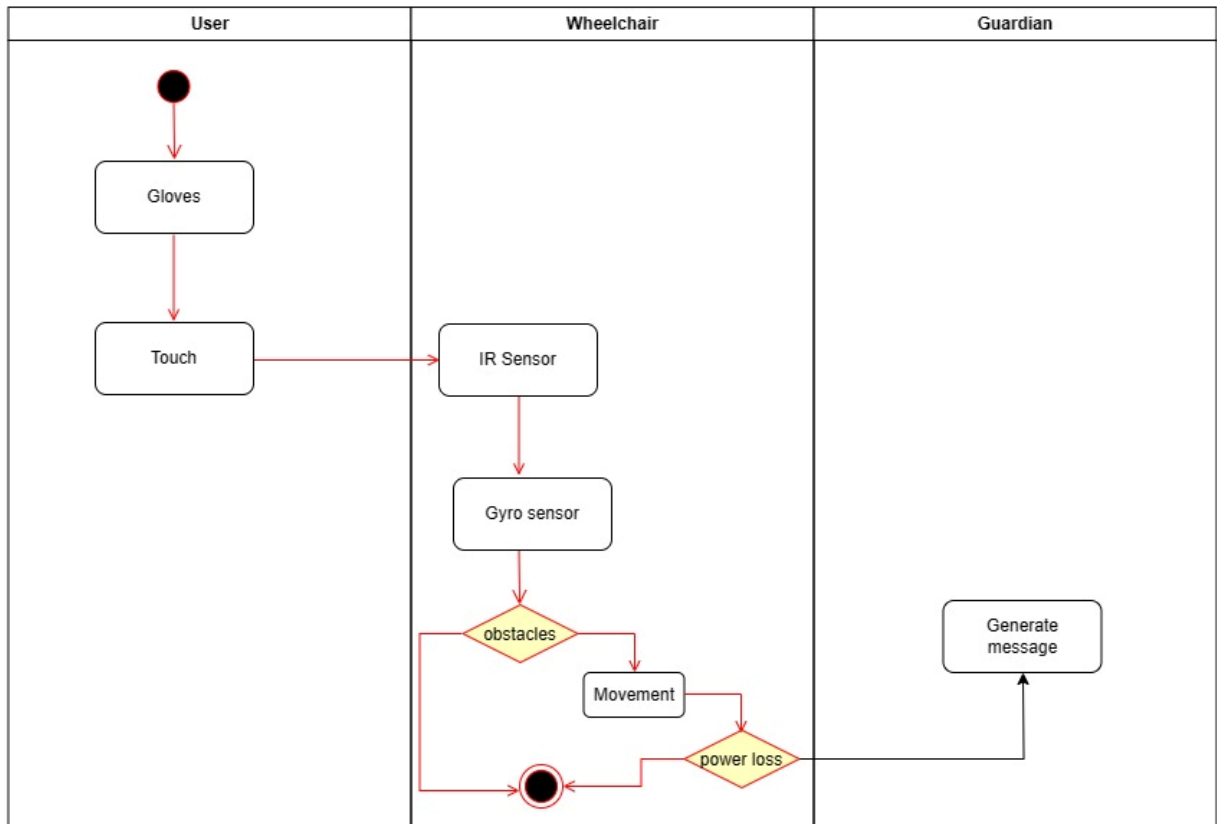 User
Wheelchair
Guardian
Gloves
Touch
IR Sensor
Gyro sensor
obstacles
Generate
message
Movement
power loss